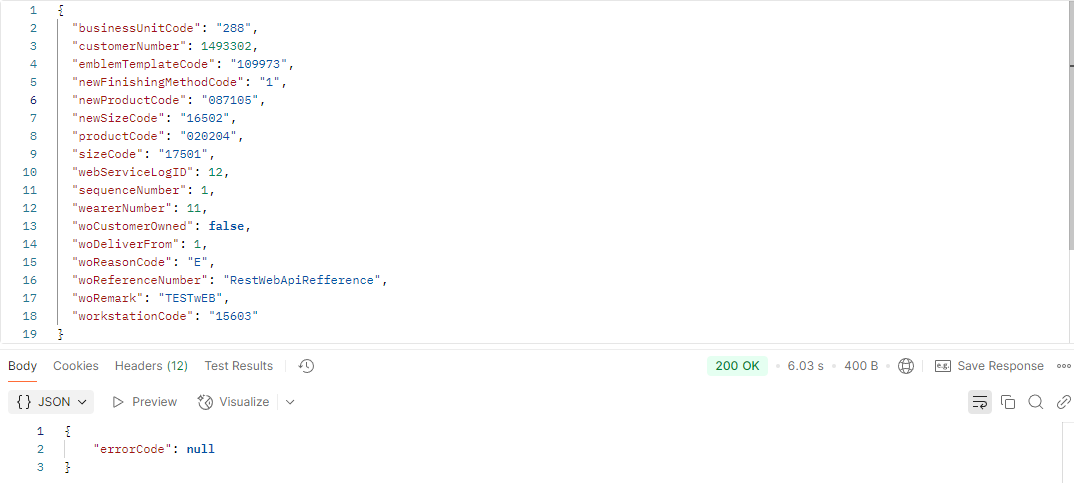 1 {
2 "businessUnitCode": "288",
3 "customerNumber": 1493302,
4 "emblemTemplateCode": "109973",
5 "newFinishingMethodCode": "1",
6 "newProductCode": "087105",
7 "newSizeCode": "16502",
8 "productCode": "020204",
9 "sizeCode": "17501",
10 "webServiceLogID": 12,
11 "sequenceNumber": 1,
12 "wearerNumber": 11,
13 "woCustomerOwned": false,
14 "woDeliverFrom": 1,
15 "woReasonCode": "E",
16 "woReferenceNumber": "RestWebApiRefference",
17 "woRemark": "TESTwEB",
18 "workstationCode": "15603"
19 }
Body Cookies Headers (12) Test Results 200 OK • 6.03 s • 400 B e.g. Save Response
{} JSON Preview Visualize
1 {
2 "errorCode": null
3 }